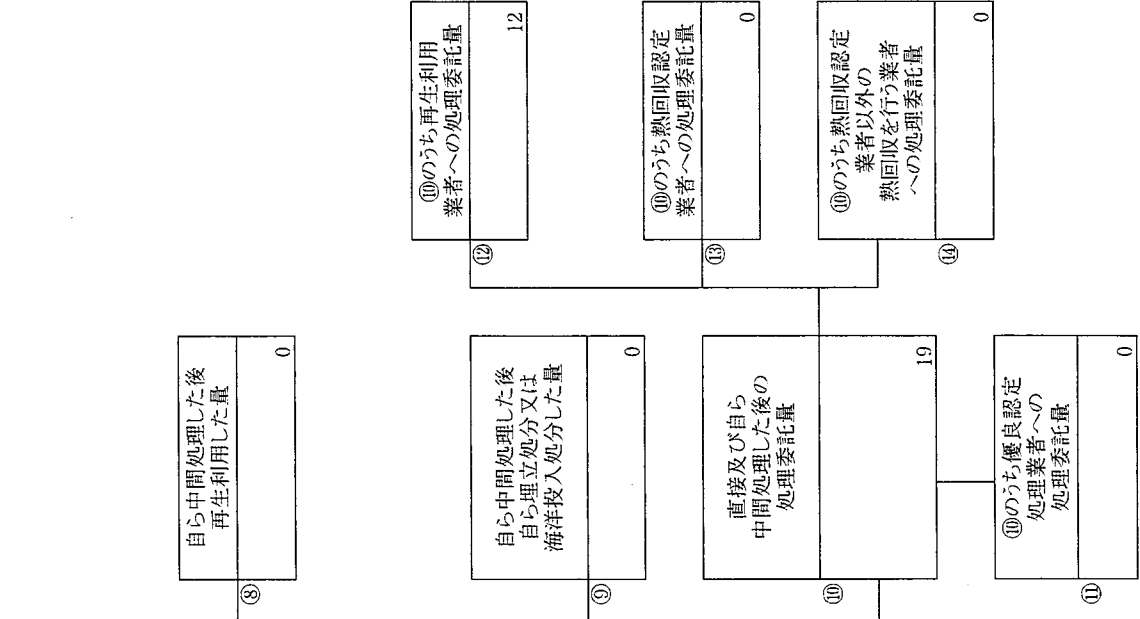 ⑧
自ら中間処理した後
再生利用した量
0
⑨
自ら中間処理した後
自ら埋立処分又は
海洋投入処分した量
0
⑩
直接及び自ら
中間処理した後の
処理委託量
19
⑪
⑩のうち優良認定
処理業者への
処理委託量
0
⑫
⑩のうち再生利用
業者への処理委託量
12
⑬
⑩のうち熱回収認定
業者への処理委託量
0
⑭
⑩のうち熱回収認定
業者以外の
熱回収を行う業者
への処理委託量
0